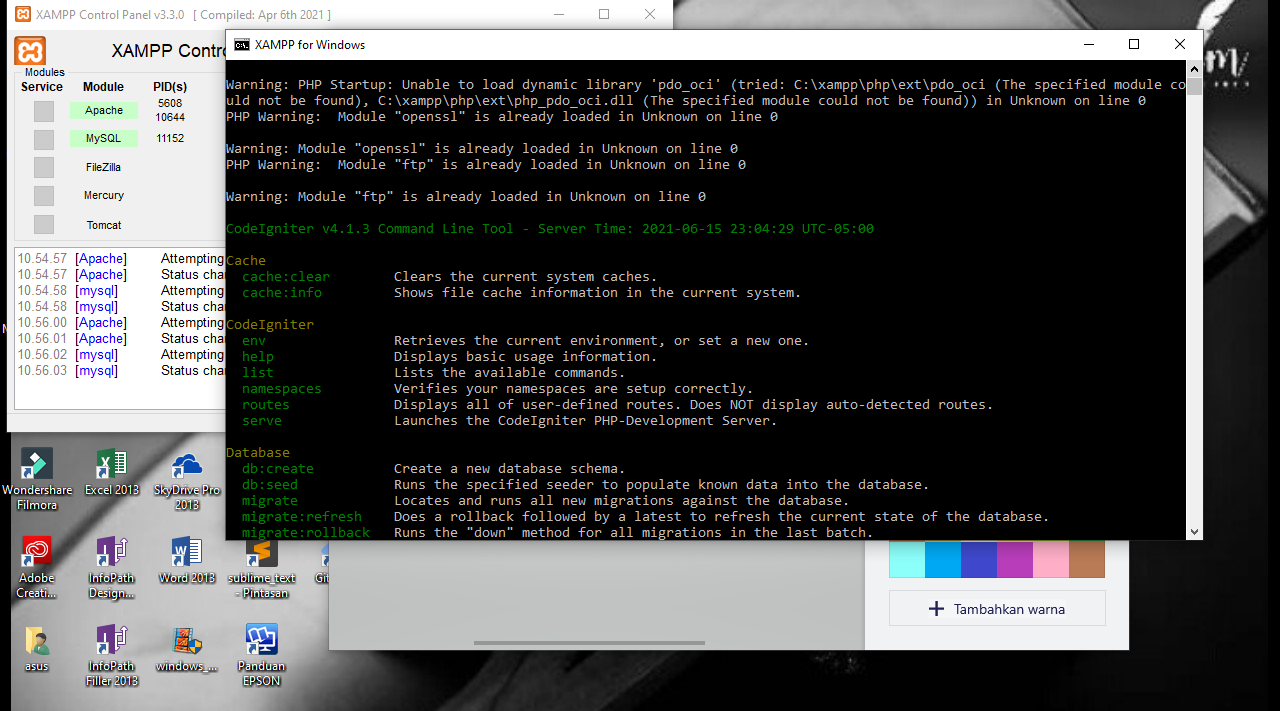 XAMPP Control Panel v3.3.0 [ Compiled: Apr 6th 2021 ]
XAMPP Contro
Modules
Service Module PID(s)
Apache 5608
10644
MySQL 11152
FileZilla
Mercury
Tomcat
10.54.57 [Apache] Attempting
10.54.57 [Apache] Status chan
10.54.58 [mysql] Attempting
10.54.58 [mysql] Status chan
10.56.00 [Apache] Attempting
10.56.01 [Apache] Status chan
10.56.02 [mysql] Attempting
10.56.03 [mysql] Status chan
XAMPP for Windows
Warning: PHP Startup: Unable to load dynamic library 'pdo_oci' (tried: C:\xampp\php\ext\pdo_oci (The specified module co
uld not be found), C:\xampp\php\ext\php_pdo_oci.dll (The specified module could not be found)) in Unknown on line 0
PHP Warning:  Module "openssl" is already loaded in Unknown on line 0
Warning: Module "openssl" is already loaded in Unknown on line 0
PHP Warning:  Module "ftp" is already loaded in Unknown on line 0
Warning: Module "ftp" is already loaded in Unknown on line 0
CodeIgniter v4.1.3 Command Line Tool - Server Time: 2021-06-15 23:04:29 UTC-05:00
Cache
cache:clear Clears the current system caches.
cache:info Shows file cache information in the current system.
CodeIgniter
env Retrieves the current environment, or set a new one.
help Displays basic usage information.
list Lists the available commands.
namespaces Verifies your namespaces are setup correctly.
routes Displays all of user-defined routes. Does NOT display auto-detected routes.
serve Launches the CodeIgniter PHP-Development Server.
Database
db:create Create a new database schema.
db:seed Runs the specified seeder to populate known data into the database.
migrate Locates and runs all new migrations against the database.
migrate:refresh Does a rollback followed by a latest to refresh the current state of the database.
migrate:rollback Runs the "down" method for all migrations in the last batch.
Wondershare Filmora
Excel 2013
SkyDrive Pro 2013
Adobe Creati...
InfoPath Design...
Word 2013
sublime_text - Pintasan
Git
asus
InfoPath Filler 2013
windows_...
Panduan EPSON
Tambahkan warna